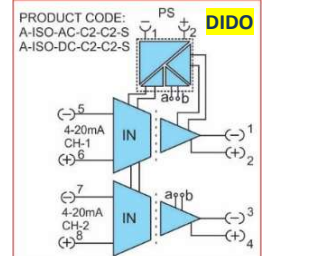 PRODUCT CODE:
A-ISO-AC-C2-C2-S
A-ISO-DC-C2-C2-S
PS
DIDO
− + 
1 2
a b
(−) 5
4-20mA
CH-1
(+) 6
IN
(−) 1
(+) 2
(−) 7
4-20mA
CH-2
(+) 8
IN
a b
(−) 3
(+) 4